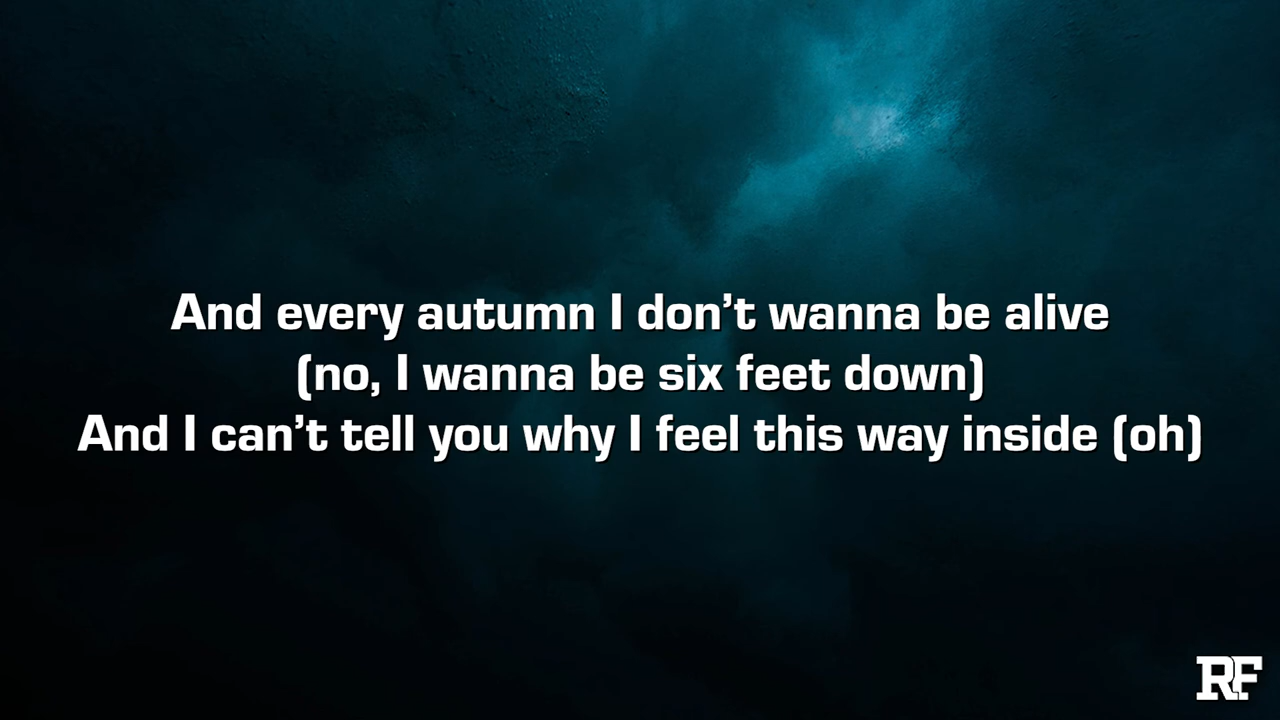 And every autumn I don’t wanna be alive
(no, I wanna be six feet down)
And I can’t tell you why I feel this way inside (oh)
RF